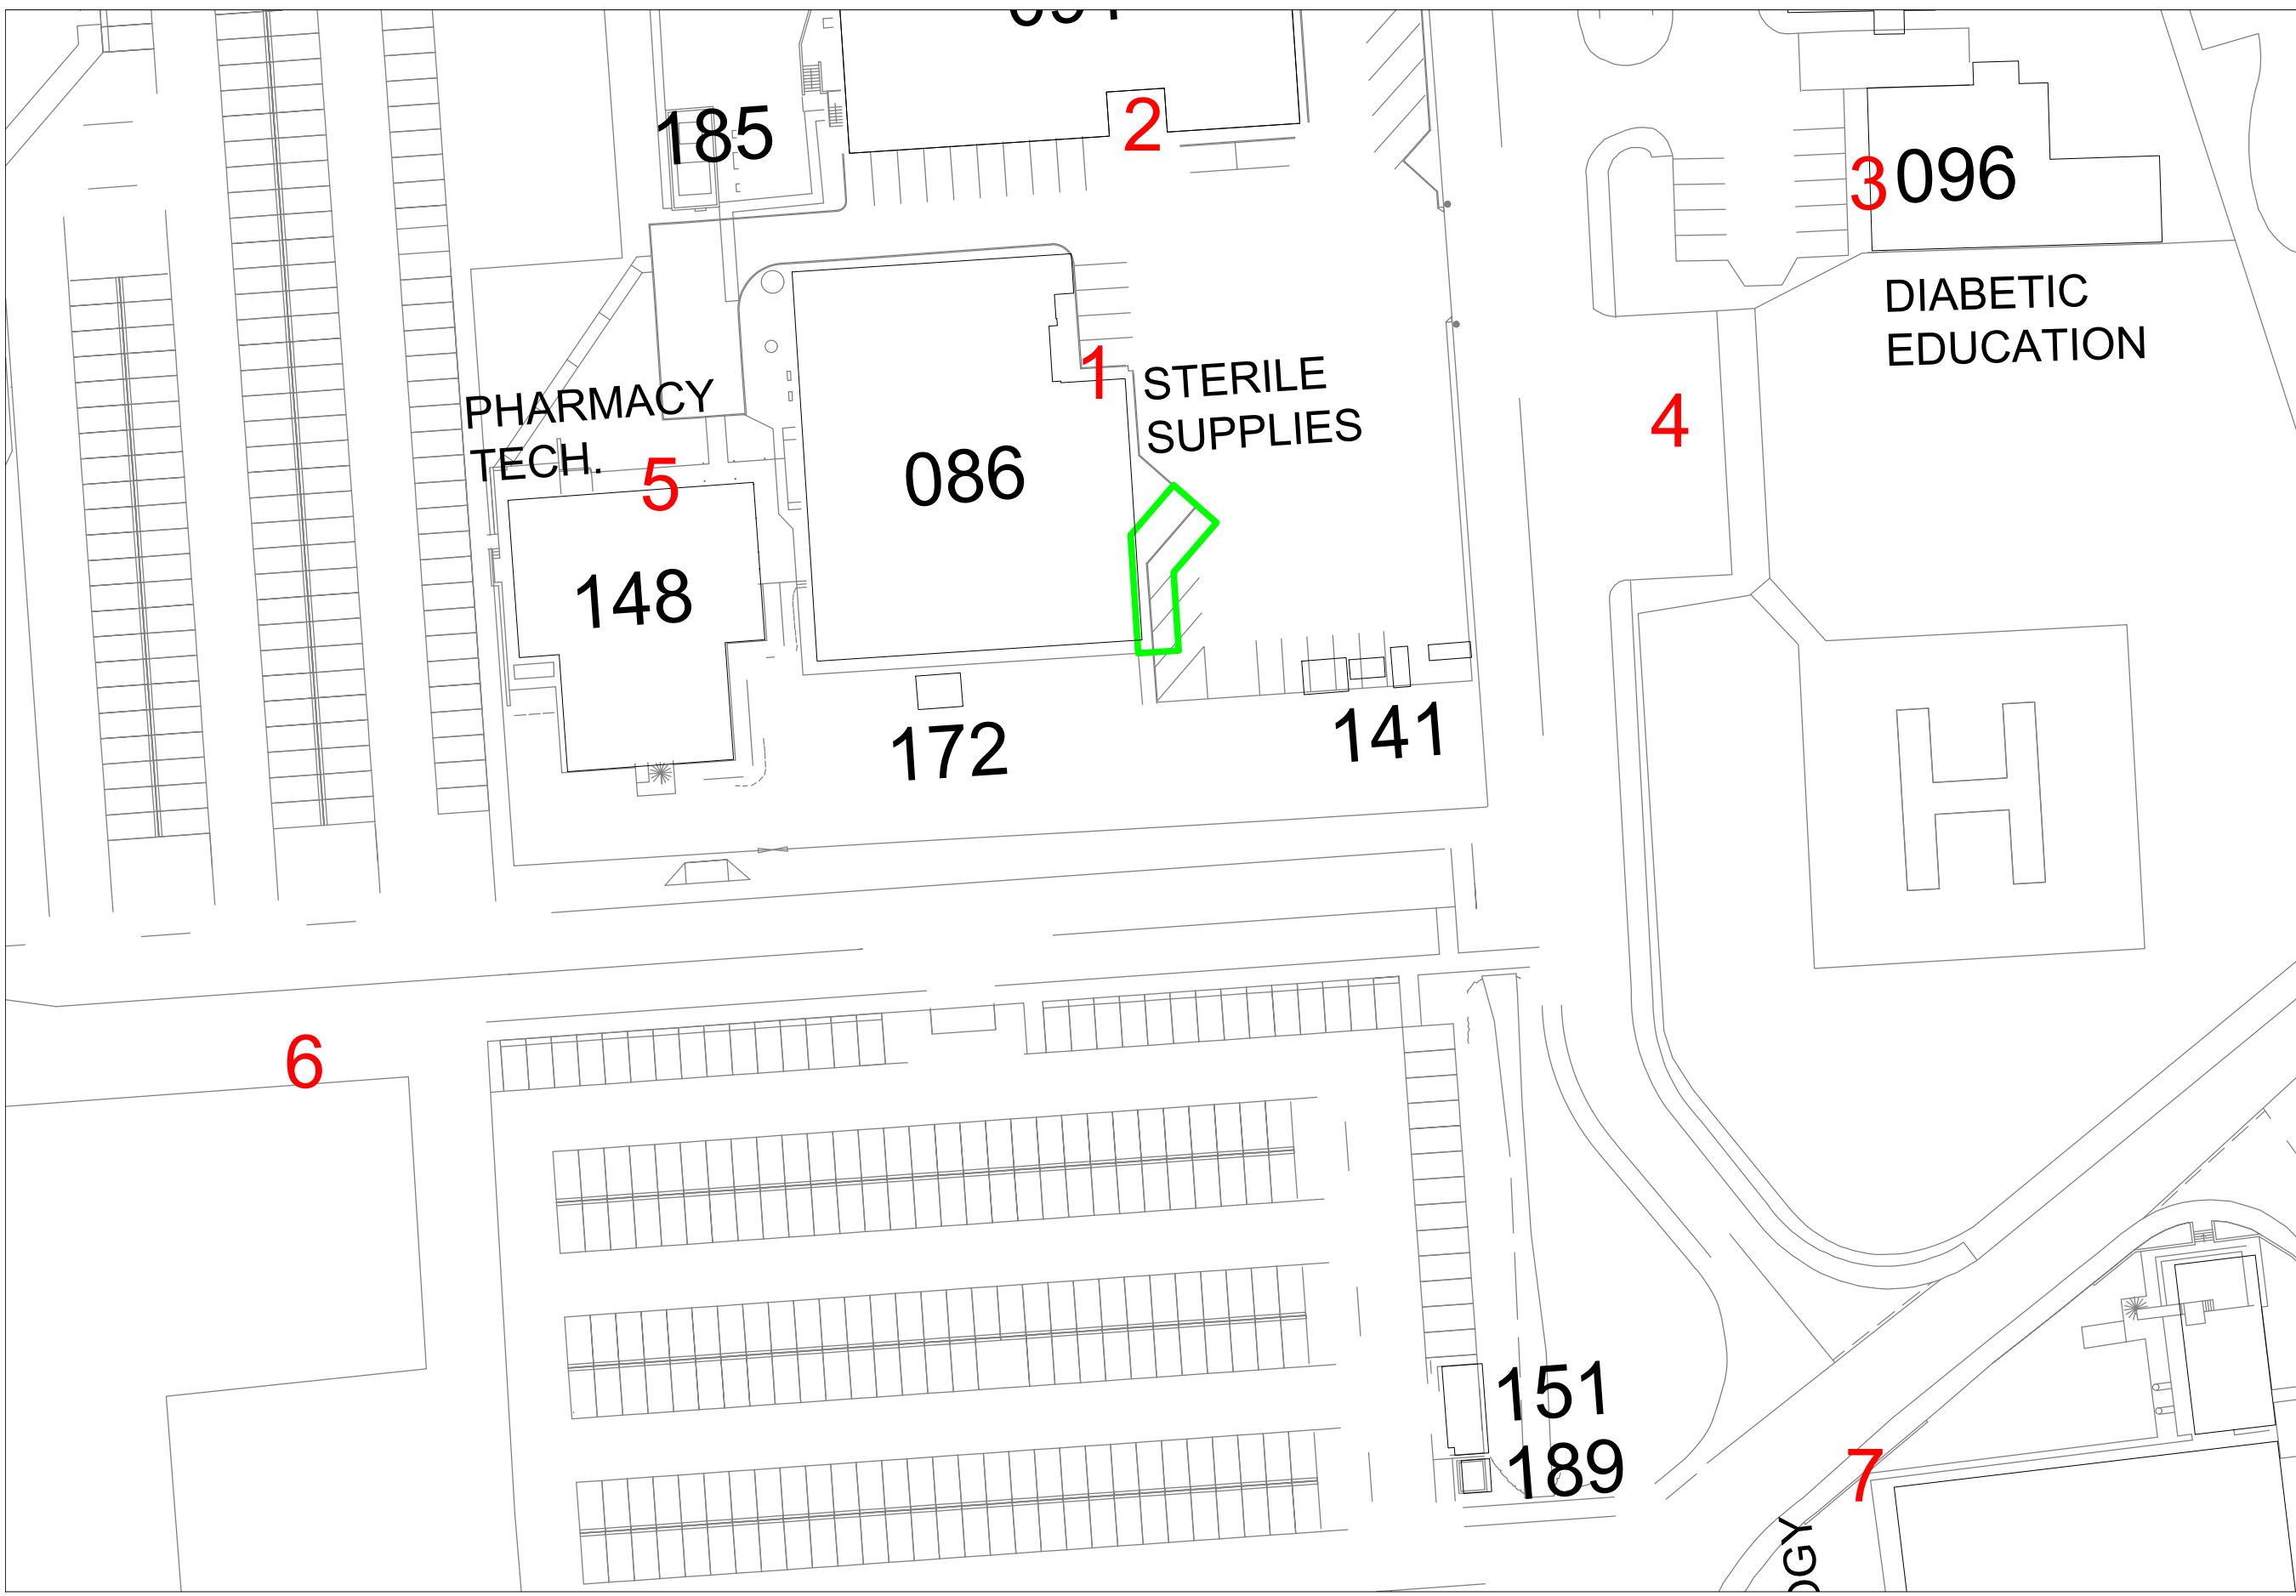 185
2
3
096
DIABETIC
EDUCATION
1
STERILE
SUPPLIES
4
PHARMACY
TECH.
5
086
148
172
141
H
6
151
189
7